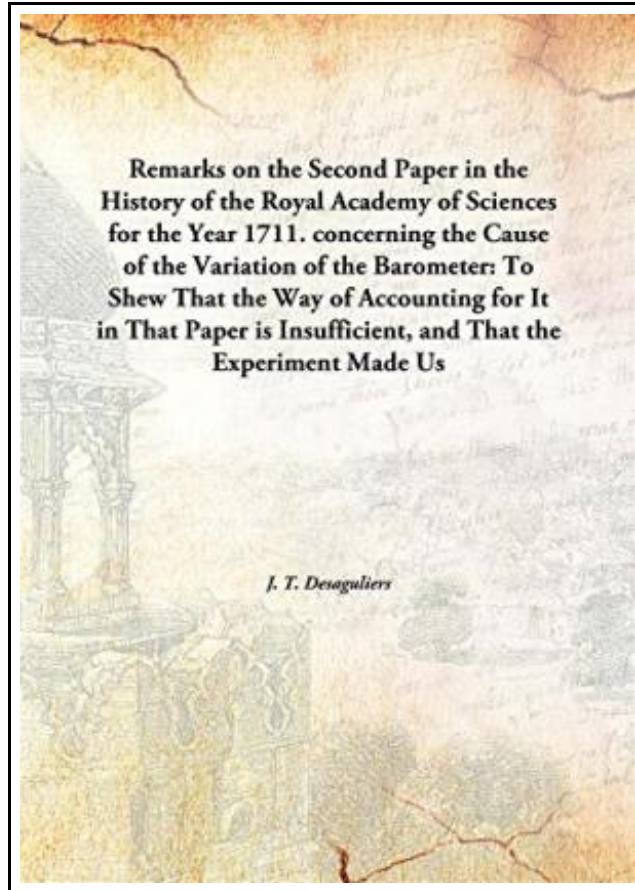 Remarks on the Second Paper in the
History of the Royal Academy of Sciences
for the Year 1711. concerning the Cause
of the Variation of the Barometer: To
Shew That the Way of Accounting for It
in That Paper is Insufficient, and That the
Experiment Made Us
J. T. Desaguliers